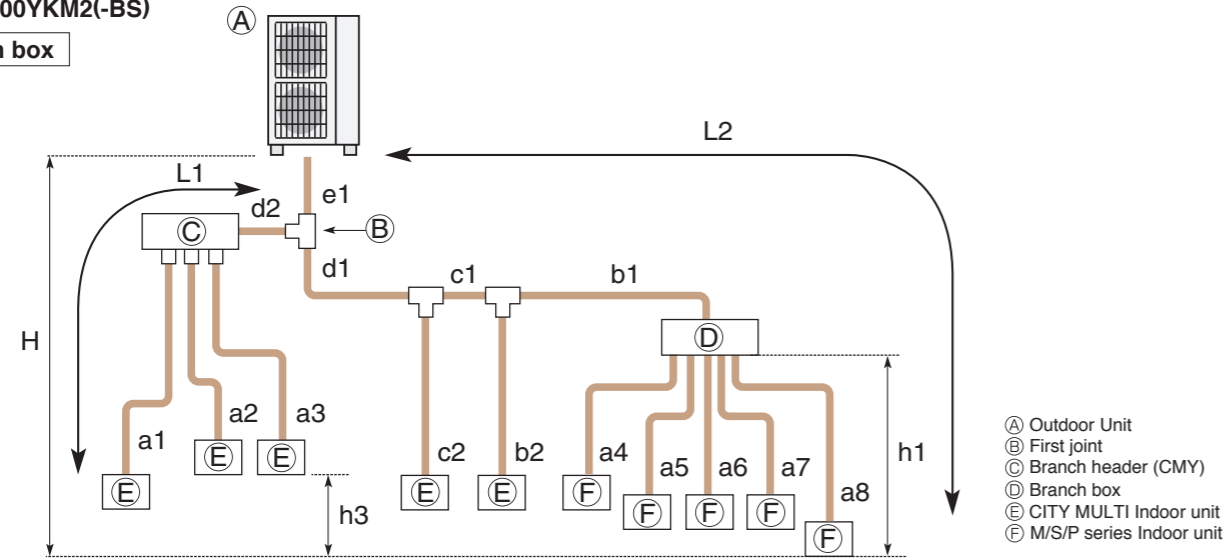 00YKM2(-BS)
box
A
L2
L1
e1
d2
C
B
d1
c1
b1
H
D
a1
a2
a3
c2
b2
a4
a5
a6
a7
a8
h1
E
E
E
E
E
F
F
F
F
F
h3
A Outdoor Unit
B First joint
C Branch header (CMY)
D Branch box
E CITY MULTI Indoor unit
F M/S/P series Indoor unit